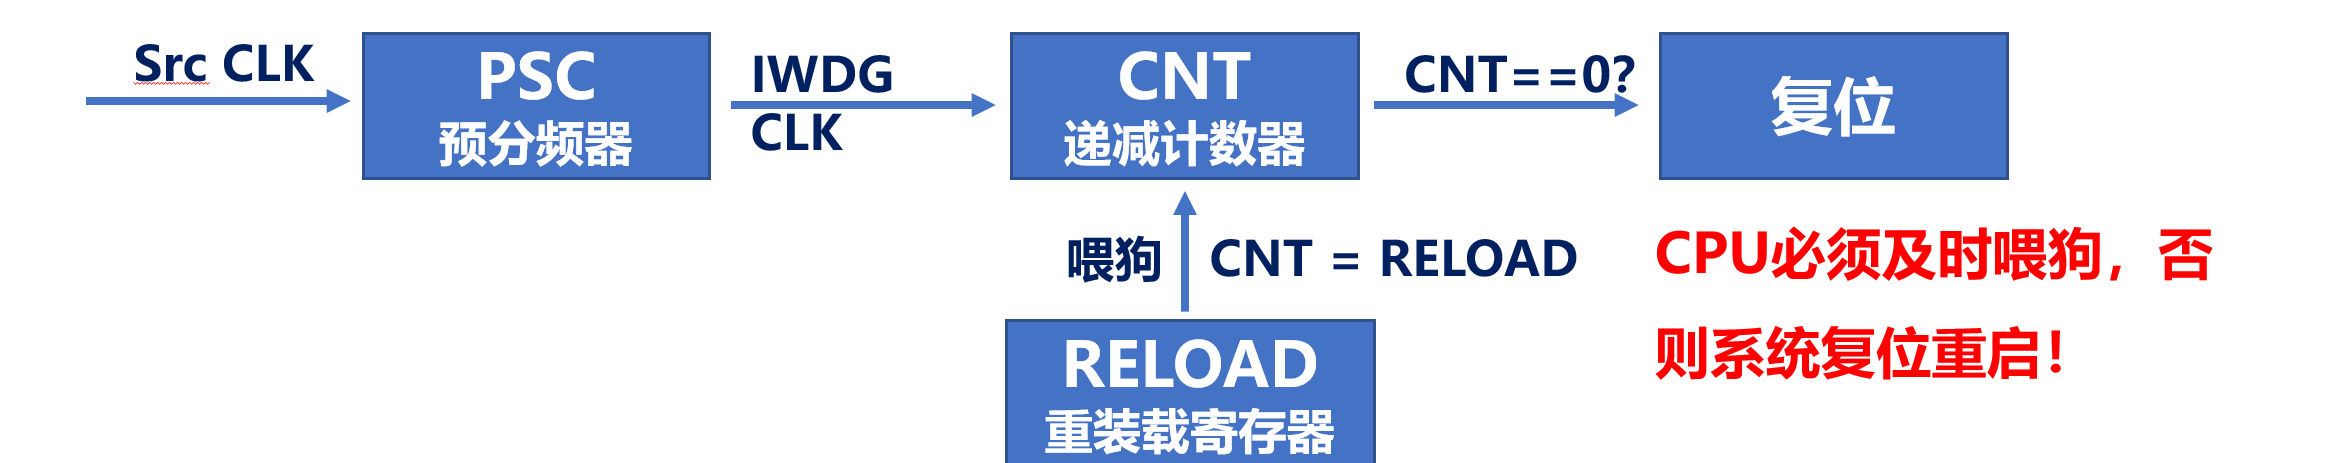 Src CLK
PSC
预分频器
IWDG
CLK
CNT
递减计数器
CNT==0?
复位
喂狗
CNT = RELOAD
RELOAD
重装载寄存器
CPU必须及时喂狗，否
则系统复位重启！